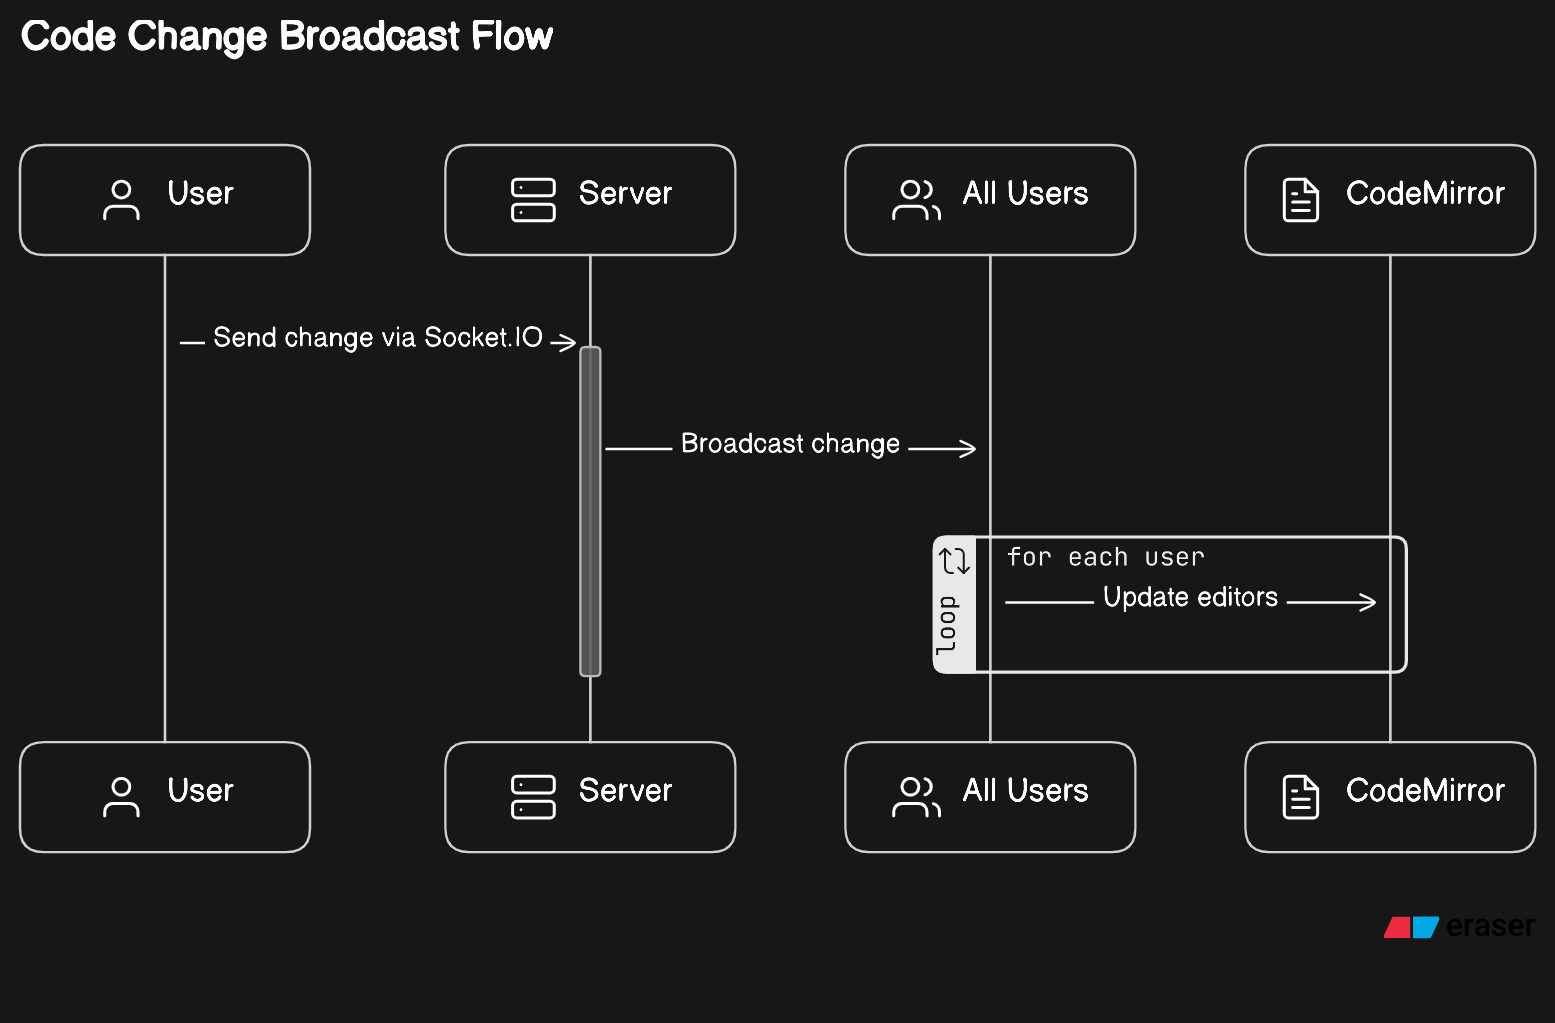 Code Change Broadcast Flow
User
Server
All Users
CodeMirror
Send change via Socket.IO
Broadcast change
loop
for each user
Update editors
User
Server
All Users
CodeMirror
eraser